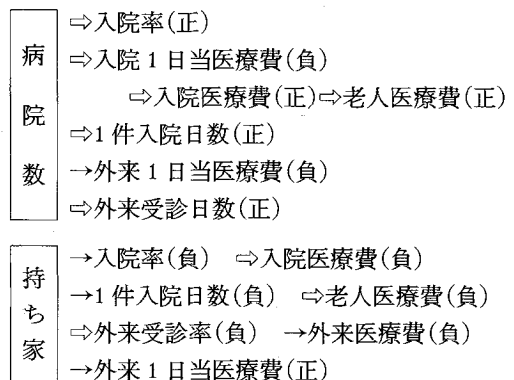 病院数
⇨入院率(正)
⇨入院1日当医療費(負)
⇨入院医療費(正)⇨老人医療費(正)
⇨1件入院日数(正)
→外来1日当医療費(負)
⇨外来受診日数(正)
持ち家
→入院率(負) ⇨入院医療費(負)
→1件入院日数(負) ⇨老人医療費(負)
⇨外来受診率(負) →外来医療費(負)
→外来1日当医療費(正)